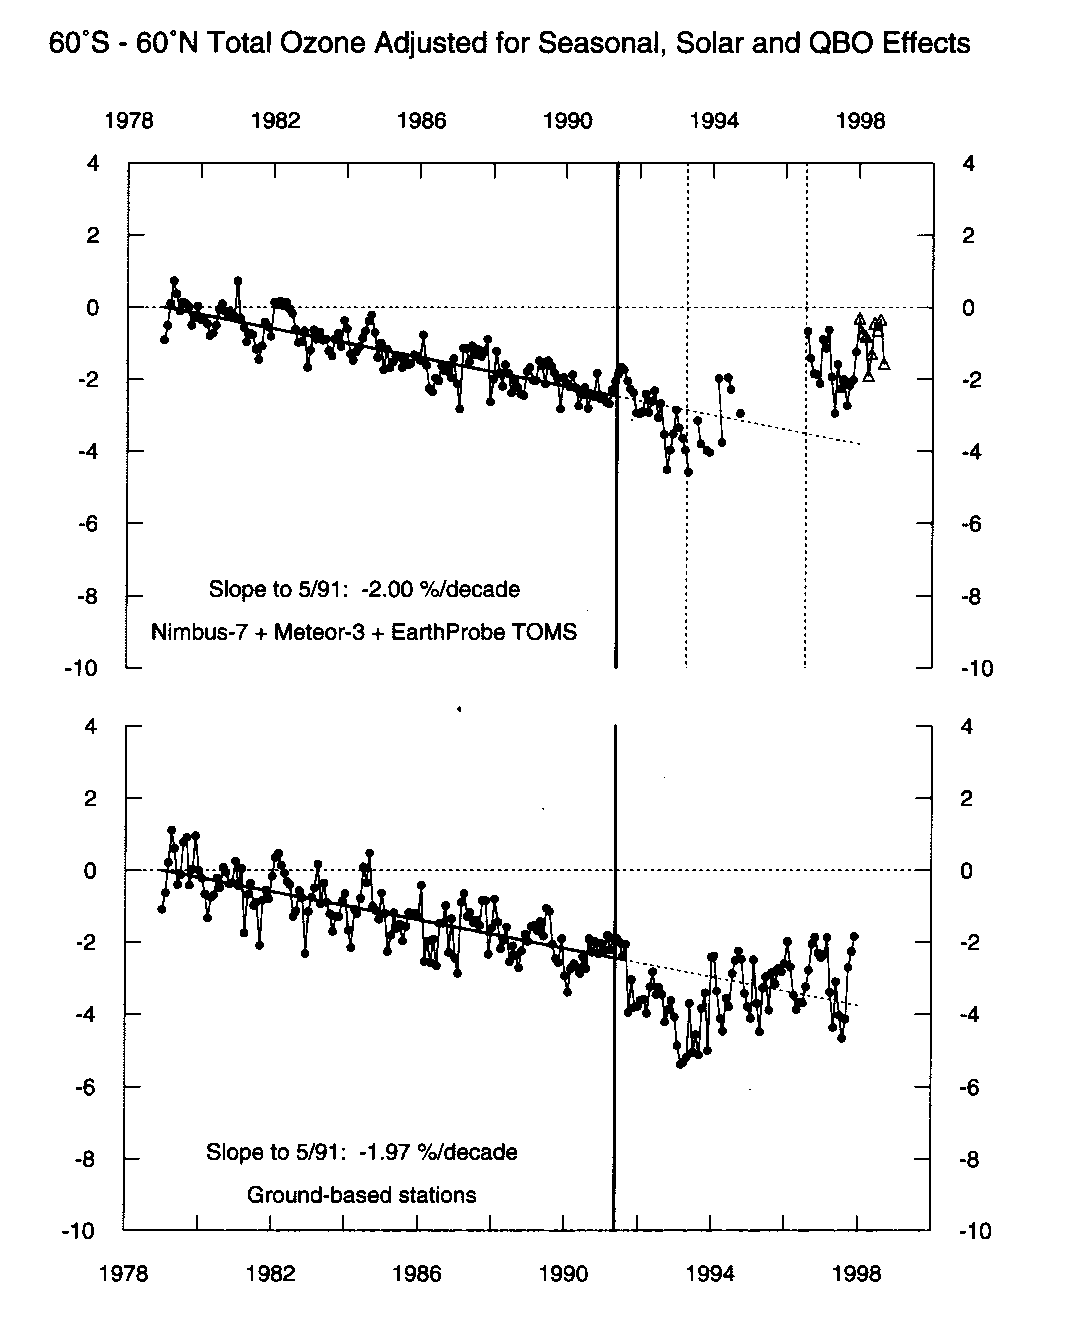 60°S - 60°N Total Ozone Adjusted for Seasonal, Solar and QBO Effects
1978 1982 1986 1990 1994 1998
4 4
2 2
0 0
-2 -2
-4 -4
-6 -6
-8 Slope to 5/91: -2.00 %/decade -8
Nimbus-7 + Meteor-3 + EarthProbe TOMS
-10 -10
4 4
2 2
0 0
-2 -2
-4 -4
-6 -6
-8 Slope to 5/91: -1.97 %/decade -8
Ground-based stations
-10 -10
1978 1982 1986 1990 1994 1998